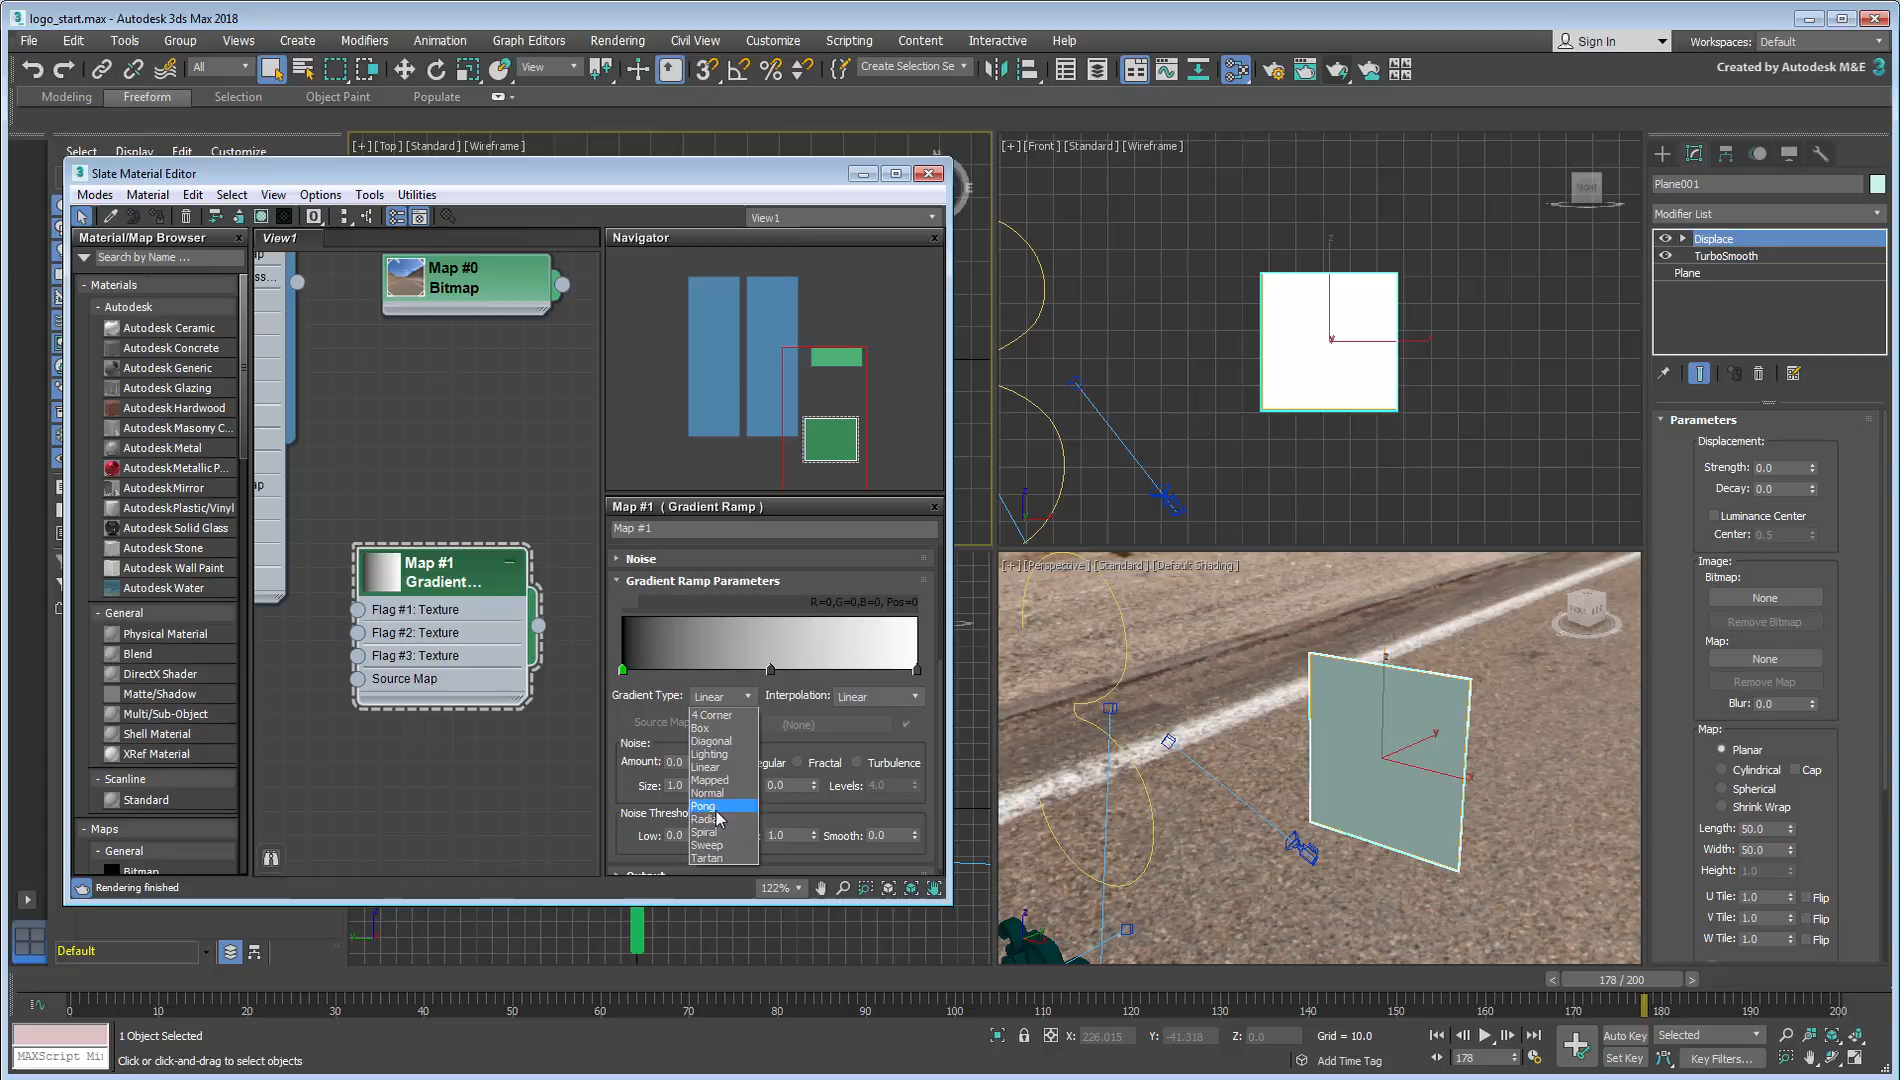 logo_start.max - Autodesk 3ds Max 2018
File Edit Tools Group Views Create Modifiers Animation Graph Editors Rendering Civil View Customize Scripting Content Interactive Help
Sign In Workspaces: Default
All View Create Selection Se Created by Autodesk M&E
Modeling Freeform Selection Object Paint Populate
Select Display Edit Customize
[+] [Top] [Standard] [Wireframe]
[+] [Front] [Standard] [Wireframe]
FRONT
Slate Material Editor
Modes Material Edit Select View Options Tools Utilities
View1
Material/Map Browser
Search by Name ...
- Materials
- Autodesk
Autodesk Ceramic
Autodesk Concrete
Autodesk Generic
Autodesk Glazing
Autodesk Hardwood
Autodesk Masonry C...
Autodesk Metal
Autodesk Metallic P...
Autodesk Mirror
Autodesk Plastic/Vinyl
Autodesk Solid Glass
Autodesk Stone
Autodesk Wall Paint
Autodesk Water
- General
Physical Material
Blend
DirectX Shader
Matte/Shadow
Multi/Sub-Object
Shell Material
XRef Material
- Scanline
Standard
- Maps
- General
Bitmap
View1
Map #0
Bitmap
Map #1
Gradient...
Flag #1: Texture
Flag #2: Texture
Flag #3: Texture
Source Map
Navigator
Map #1 ( Gradient Ramp )
Map #1
Noise
Gradient Ramp Parameters
R=0,G=0,B=0, Pos=0
Gradient Type: Linear Interpolation: Linear
Source Map (None)
4 Corner
Box
Diagonal
Lighting
Linear
Mapped
Normal
Pong
Radial
Spiral
Sweep
Tartan
Noise:
Amount: 0.0 egular Fractal Turbulence
Size: 1.0 0.0 Levels: 4.0
Noise Thresho
Low: 0.0 1.0 Smooth: 0.0
Output
Rendering finished
122%
[+] [Perspective] [Standard] [Default Shading]
Plane001
Modifier List
Displace
TurboSmooth
Plane
Parameters
Displacement:
Strength: 0.0
Decay: 0.0
Luminance Center
Center: 0.5
Image:
Bitmap:
None
Remove Bitmap
Map:
None
Remove Map
Blur: 0.0
Map:
Planar
Cylindrical Cap
Spherical
Shrink Wrap
Length: 50.0
Width: 50.0
Height: 1.0
U Tile: 1.0 Flip
V Tile: 1.0 Flip
W Tile: 1.0 Flip
Default
178 / 200
0 10 20 30 40 50 60 70 80 90 100 110 120 130 140 150 160 170 180 190 200
1 Object Selected
MAXScript Mi
Click or click-and-drag to select objects
X: 226.015 Y: -41.318 Z: 0.0 Grid = 10.0
Add Time Tag
178
Auto Key Selected
Set Key Key Filters...